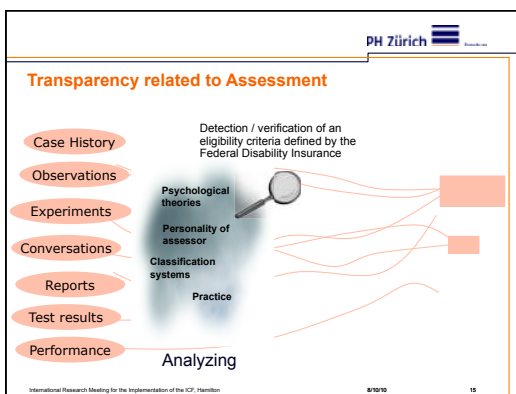 PH Zürich
Transparency related to Assessment
Detection / verification of an
eligibility criteria defined by the
Federal Disability Insurance
Case History
Observations
Experiments
Conversations
Reports
Test results
Performance
Psychological
theories
Personality of
assessor
Classification
systems
Practice
Analyzing
International Research Meeting for the Implementation of the ICF, Hamilton
8/10/10
15